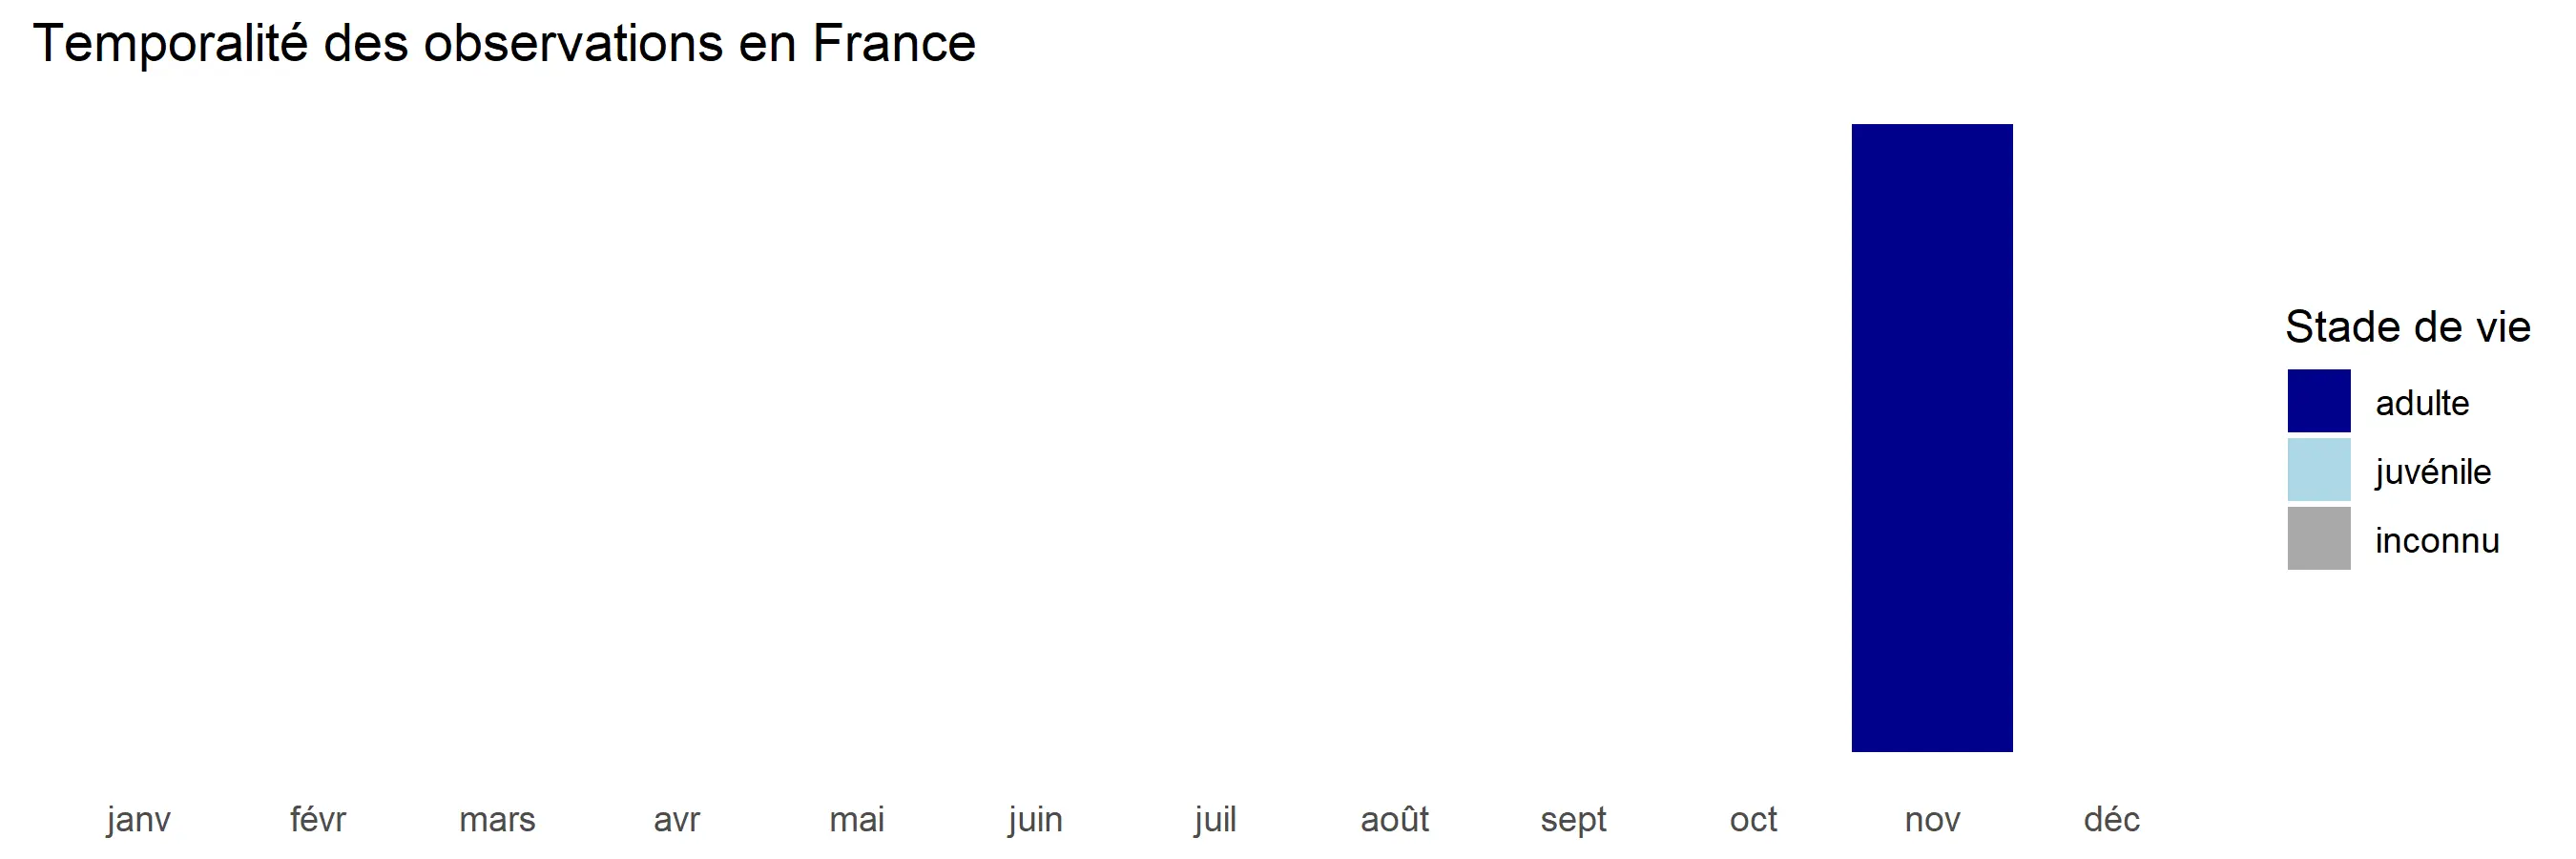 Temporalité des observations en France
Stade de vie
adulte
juvénile
inconnu
janv févr mars avr mai juin juil août sept oct nov déc